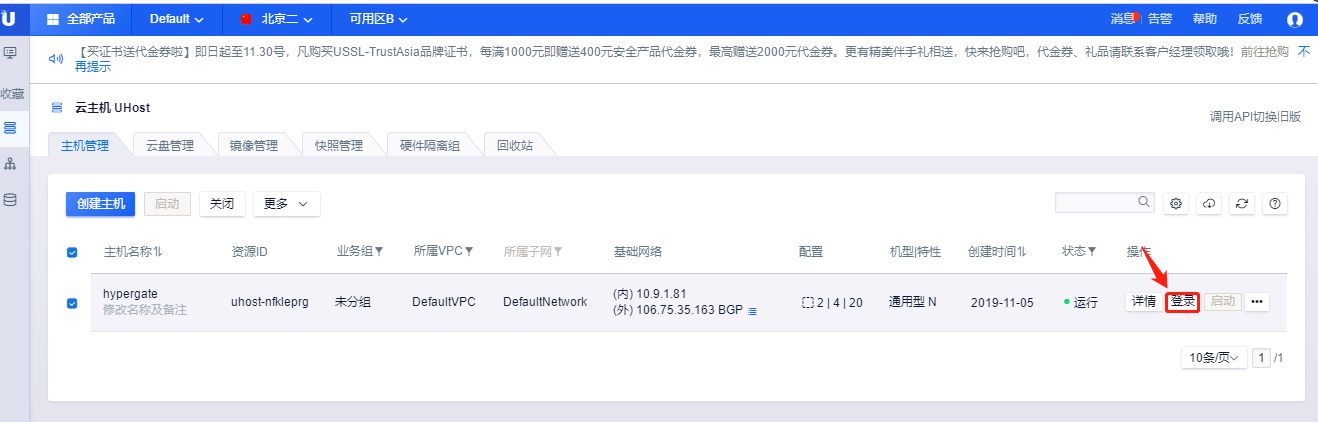 U 全部产品 Default 北京二 可用区B 消息 告警 帮助 反馈
【买证书送代金券啦】即日起至11.30号，凡购买USSL-TrustAsia品牌证书，每满1000元即赠送400元安全产品代金券，最高赠送2000元代金券。更有精美伴手礼相送，快来抢购吧，代金券、礼品请联系客户经理领取哦！前往抢购 不
再提示
收藏
云主机 UHost
调用API切换旧版
主机管理 云盘管理 镜像管理 快照管理 硬件隔离组 回收站
创建主机 启动 关闭 更多
主机名称 资源ID 业务组 所属VPC 所属子网 基础网络 配置 机型|特性 创建时间 状态 操作
hypergate
修改名称及备注
uhost-nfkleprg 未分组 DefaultVPC DefaultNetwork
(内) 10.9.1.81
(外) 106.75.35.163 BGP
2 | 4 | 20 通用型 N 2019-11-05 运行 详情 登录 启动 •••
10条/页 1 /1